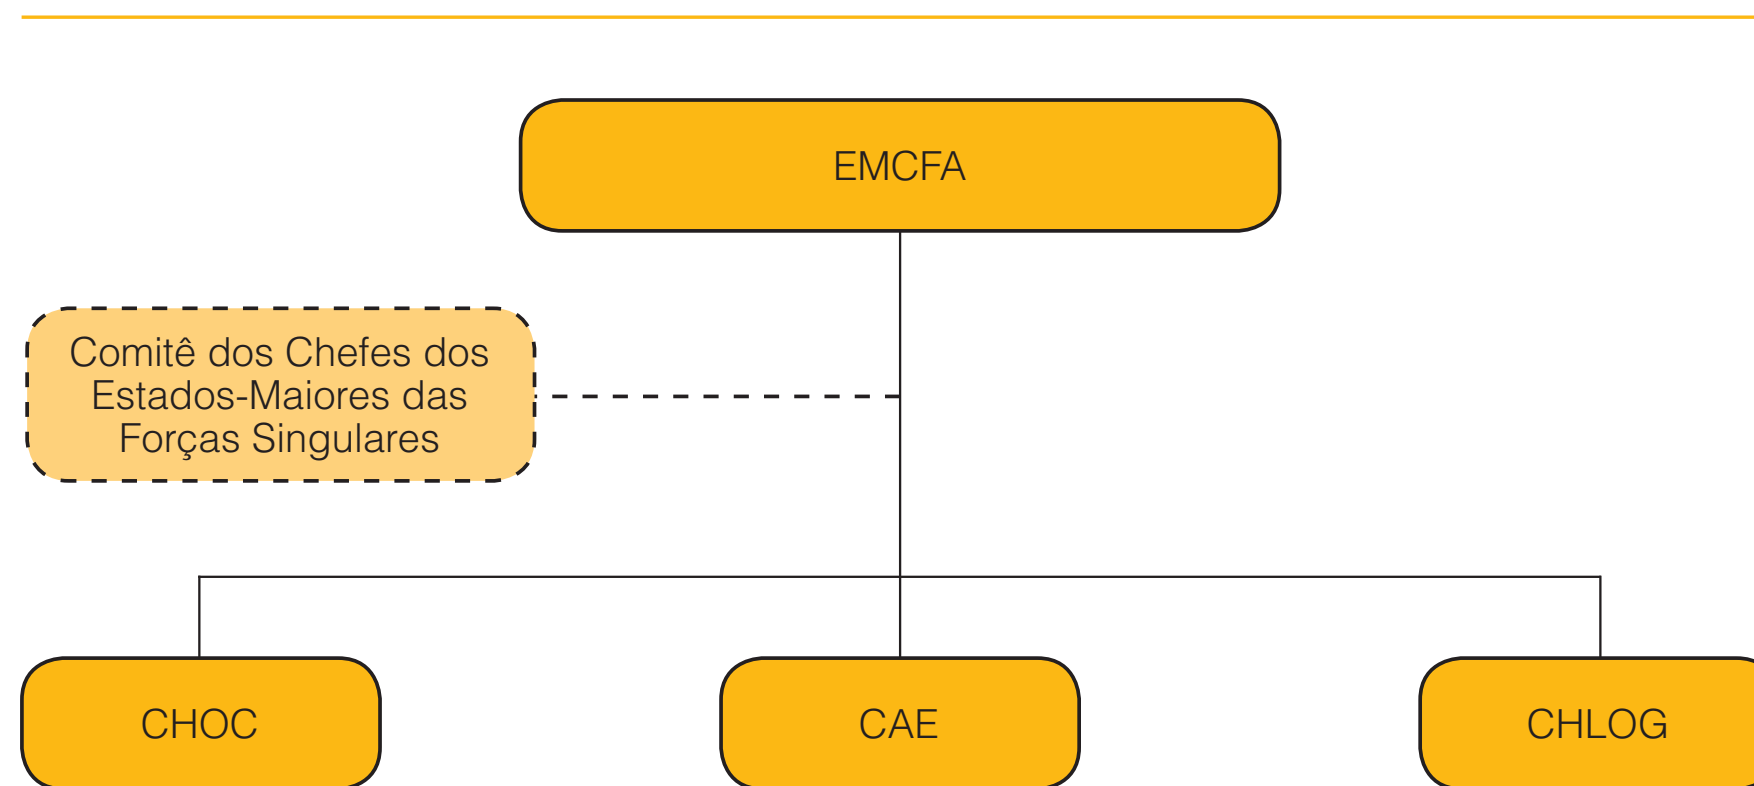 EMCFA
Comitê dos Chefes dos
Estados-Maiores das
Forças Singulares
CHOC
CAE
CHLOG